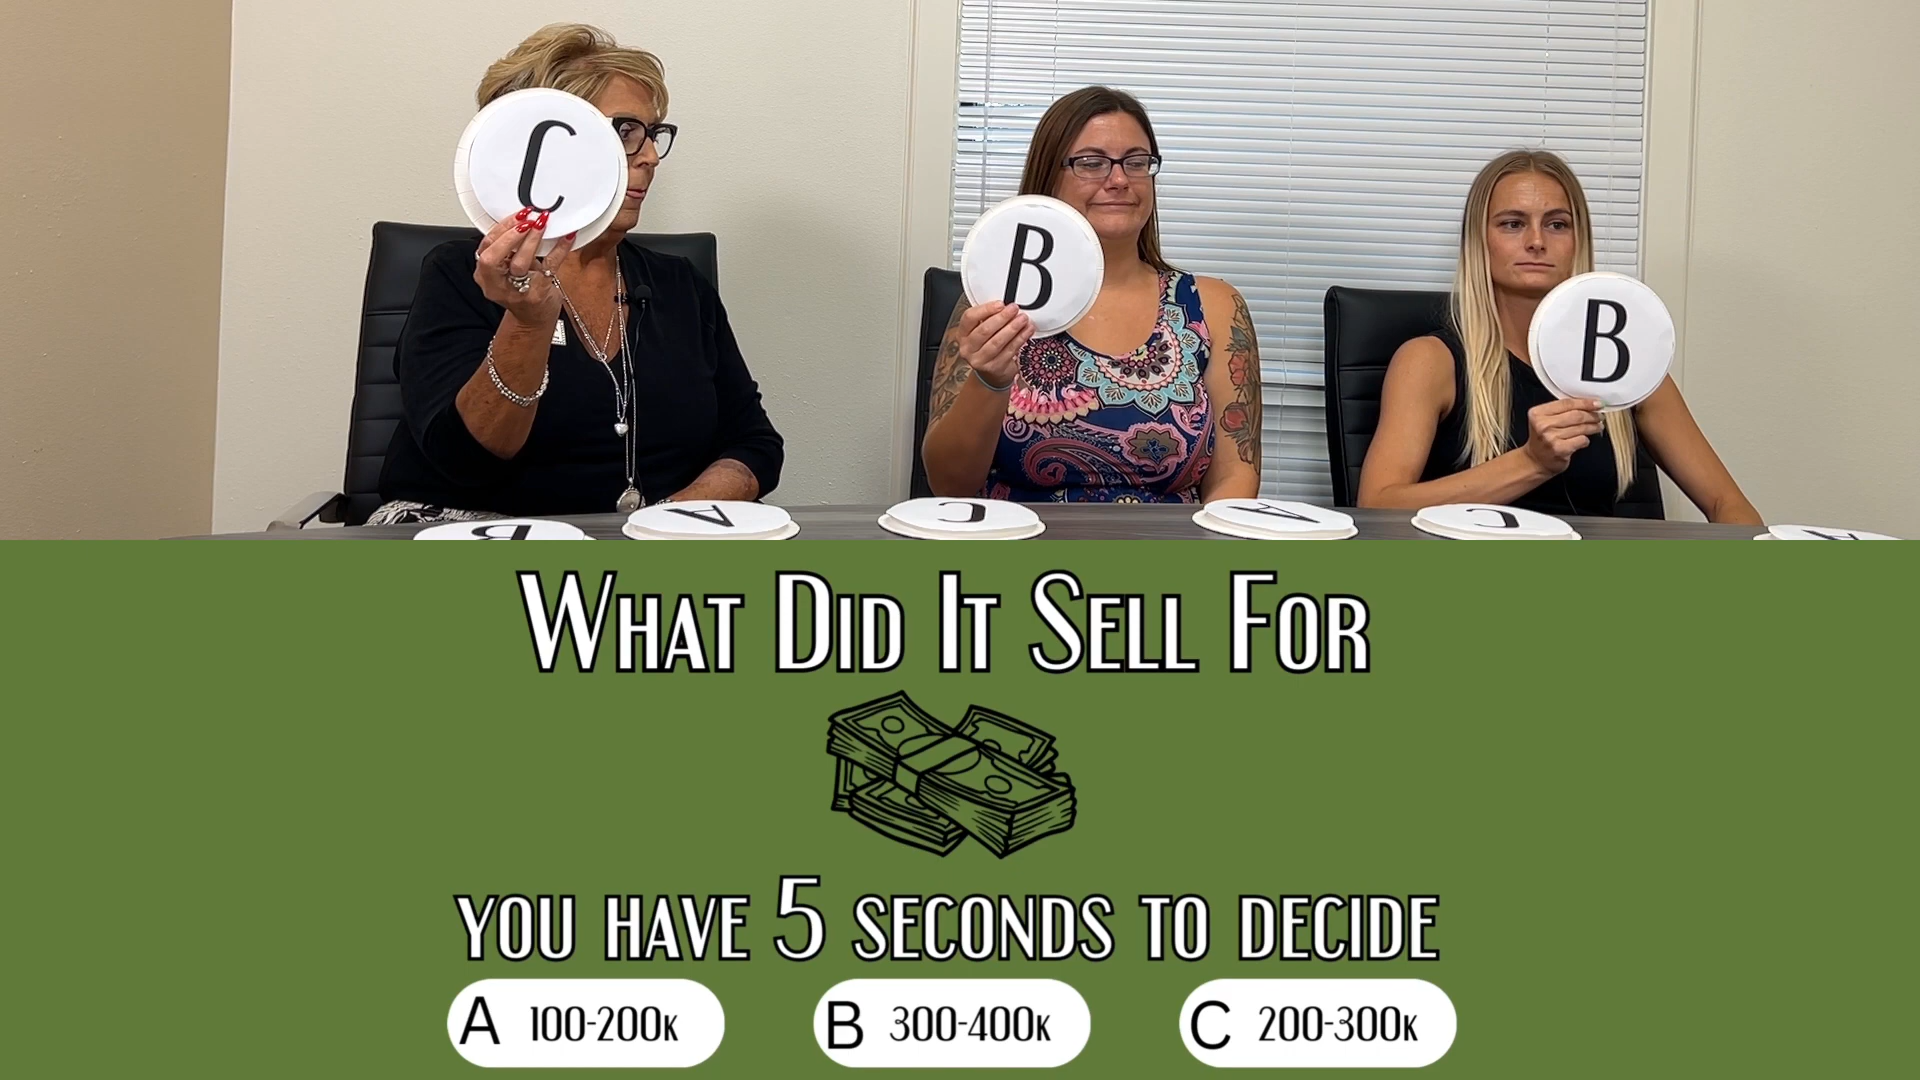 C
B
B
B
A
C
A
C
A
What Did It Sell For
you have 5 seconds to decide
A 100-200k
B 300-400k
C 200-300k